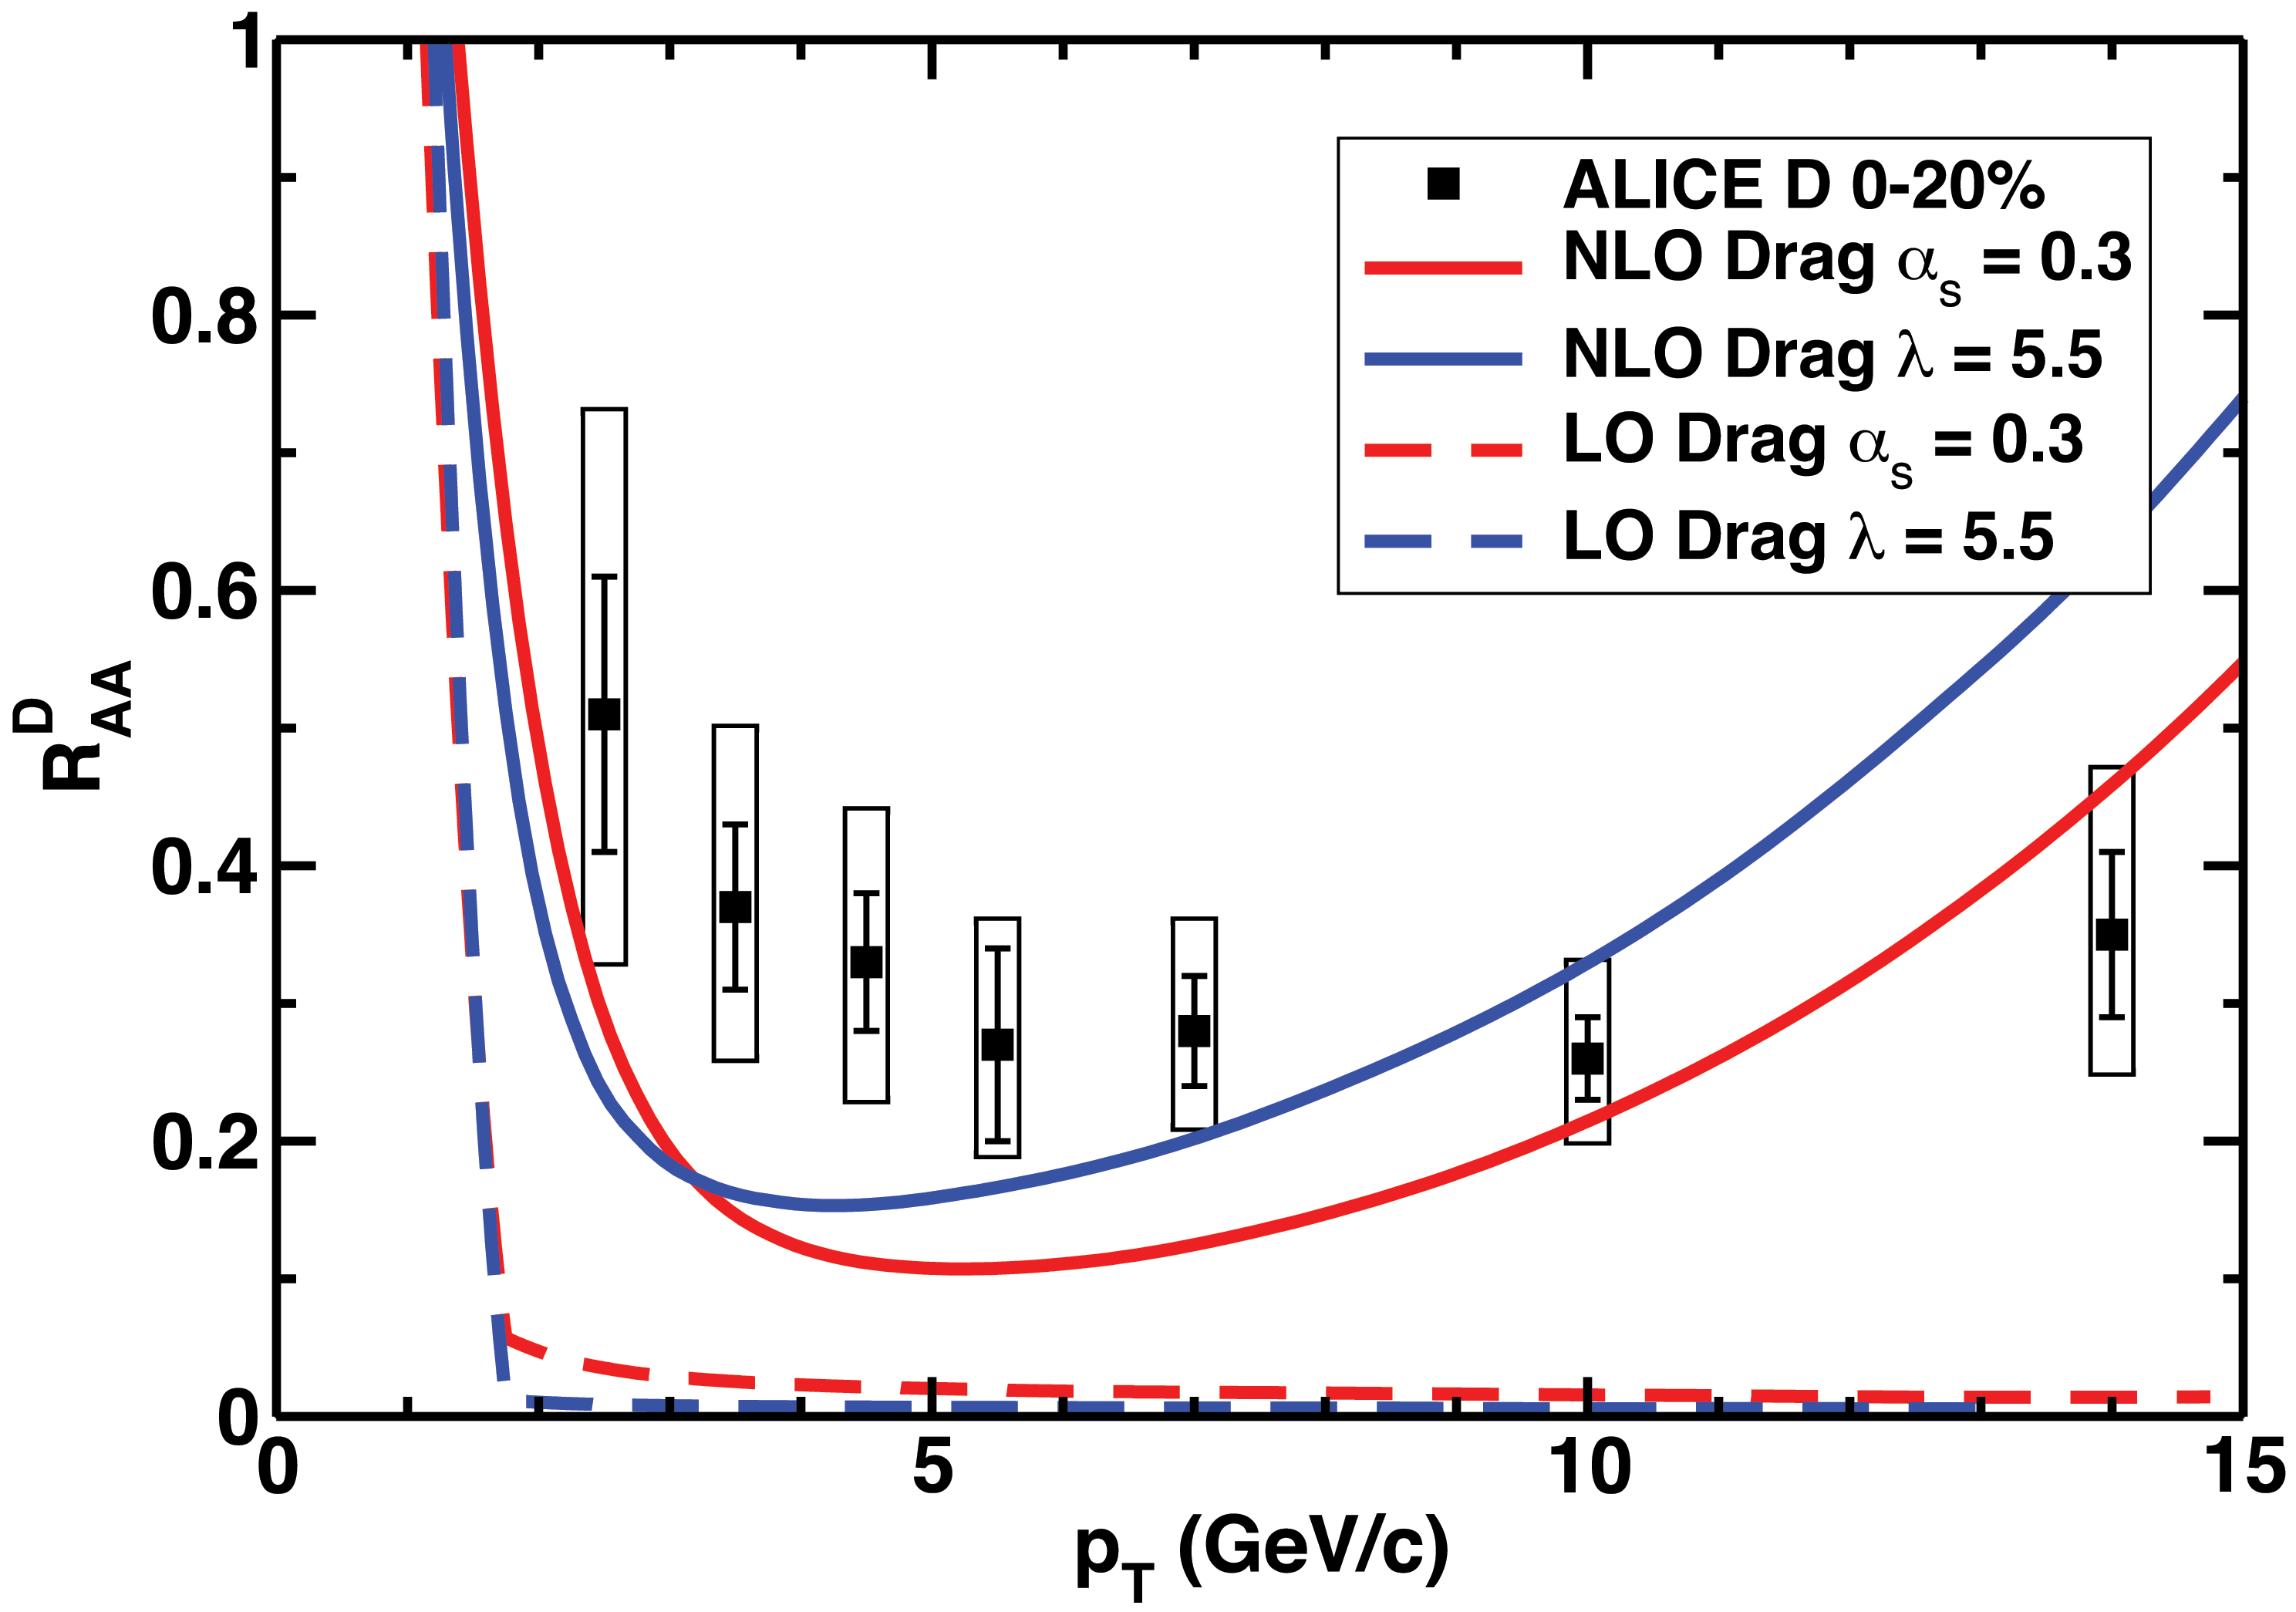 1
0.8
0.6
0.4
0.2
0
R^D_AA
ALICE D 0-20%
NLO Drag α_s = 0.3
NLO Drag λ = 5.5
LO Drag α_s = 0.3
LO Drag λ = 5.5
0 5 10 15
p_T (GeV/c)